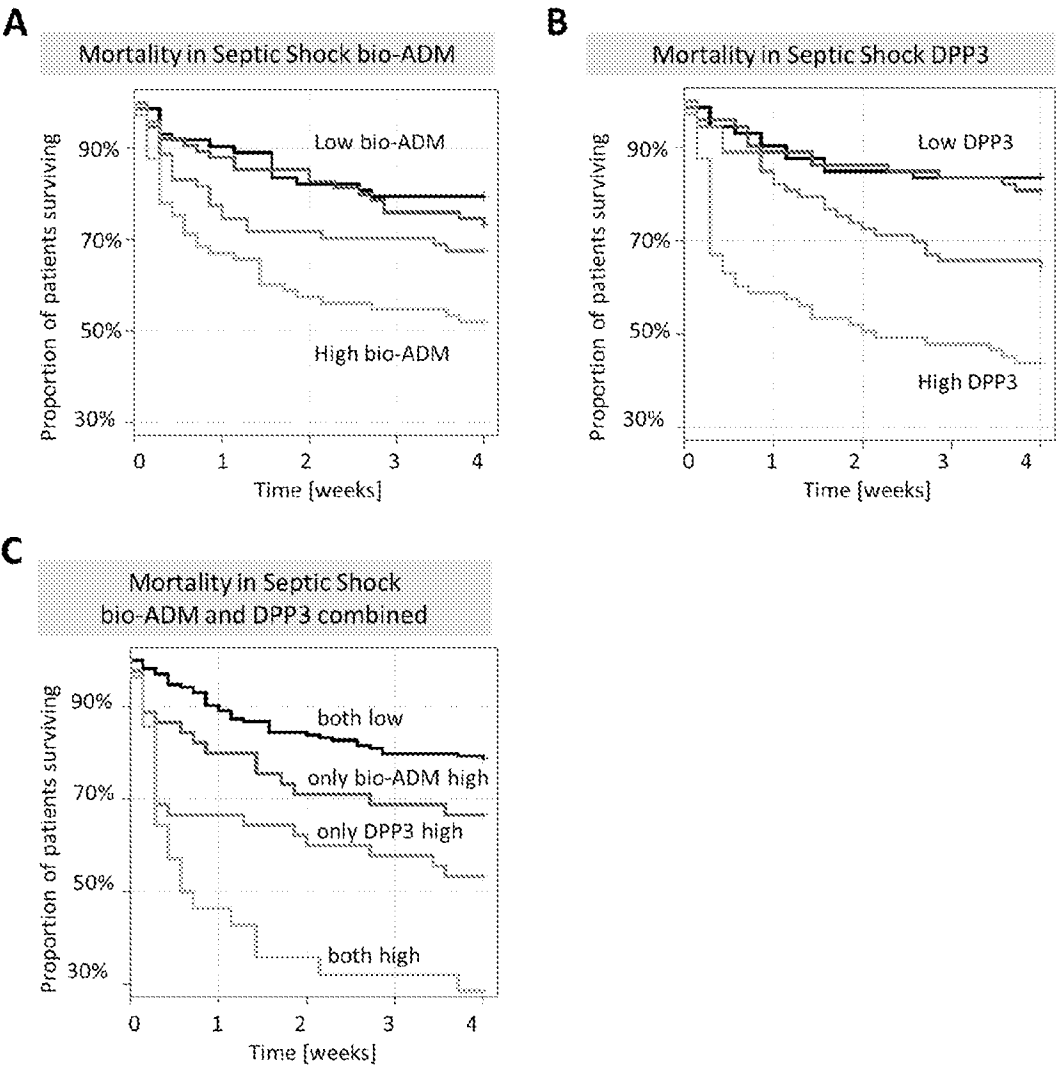 A
Mortality in Septic Shock bio-ADM
Proportion of patients surviving
90%
70%
50%
30%
Low bio-ADM
High bio-ADM
0 1 2 3 4
Time [weeks]
B
Mortality in Septic Shock DPP3
Proportion of patients surviving
90%
70%
50%
30%
Low DPP3
High DPP3
0 1 2 3 4
Time [weeks]
C
Mortality in Septic Shock
bio-ADM and DPP3 combined
Proportion of patients surviving
90%
70%
50%
30%
both low
only bio-ADM high
only DPP3 high
both high
0 1 2 3 4
Time [weeks]